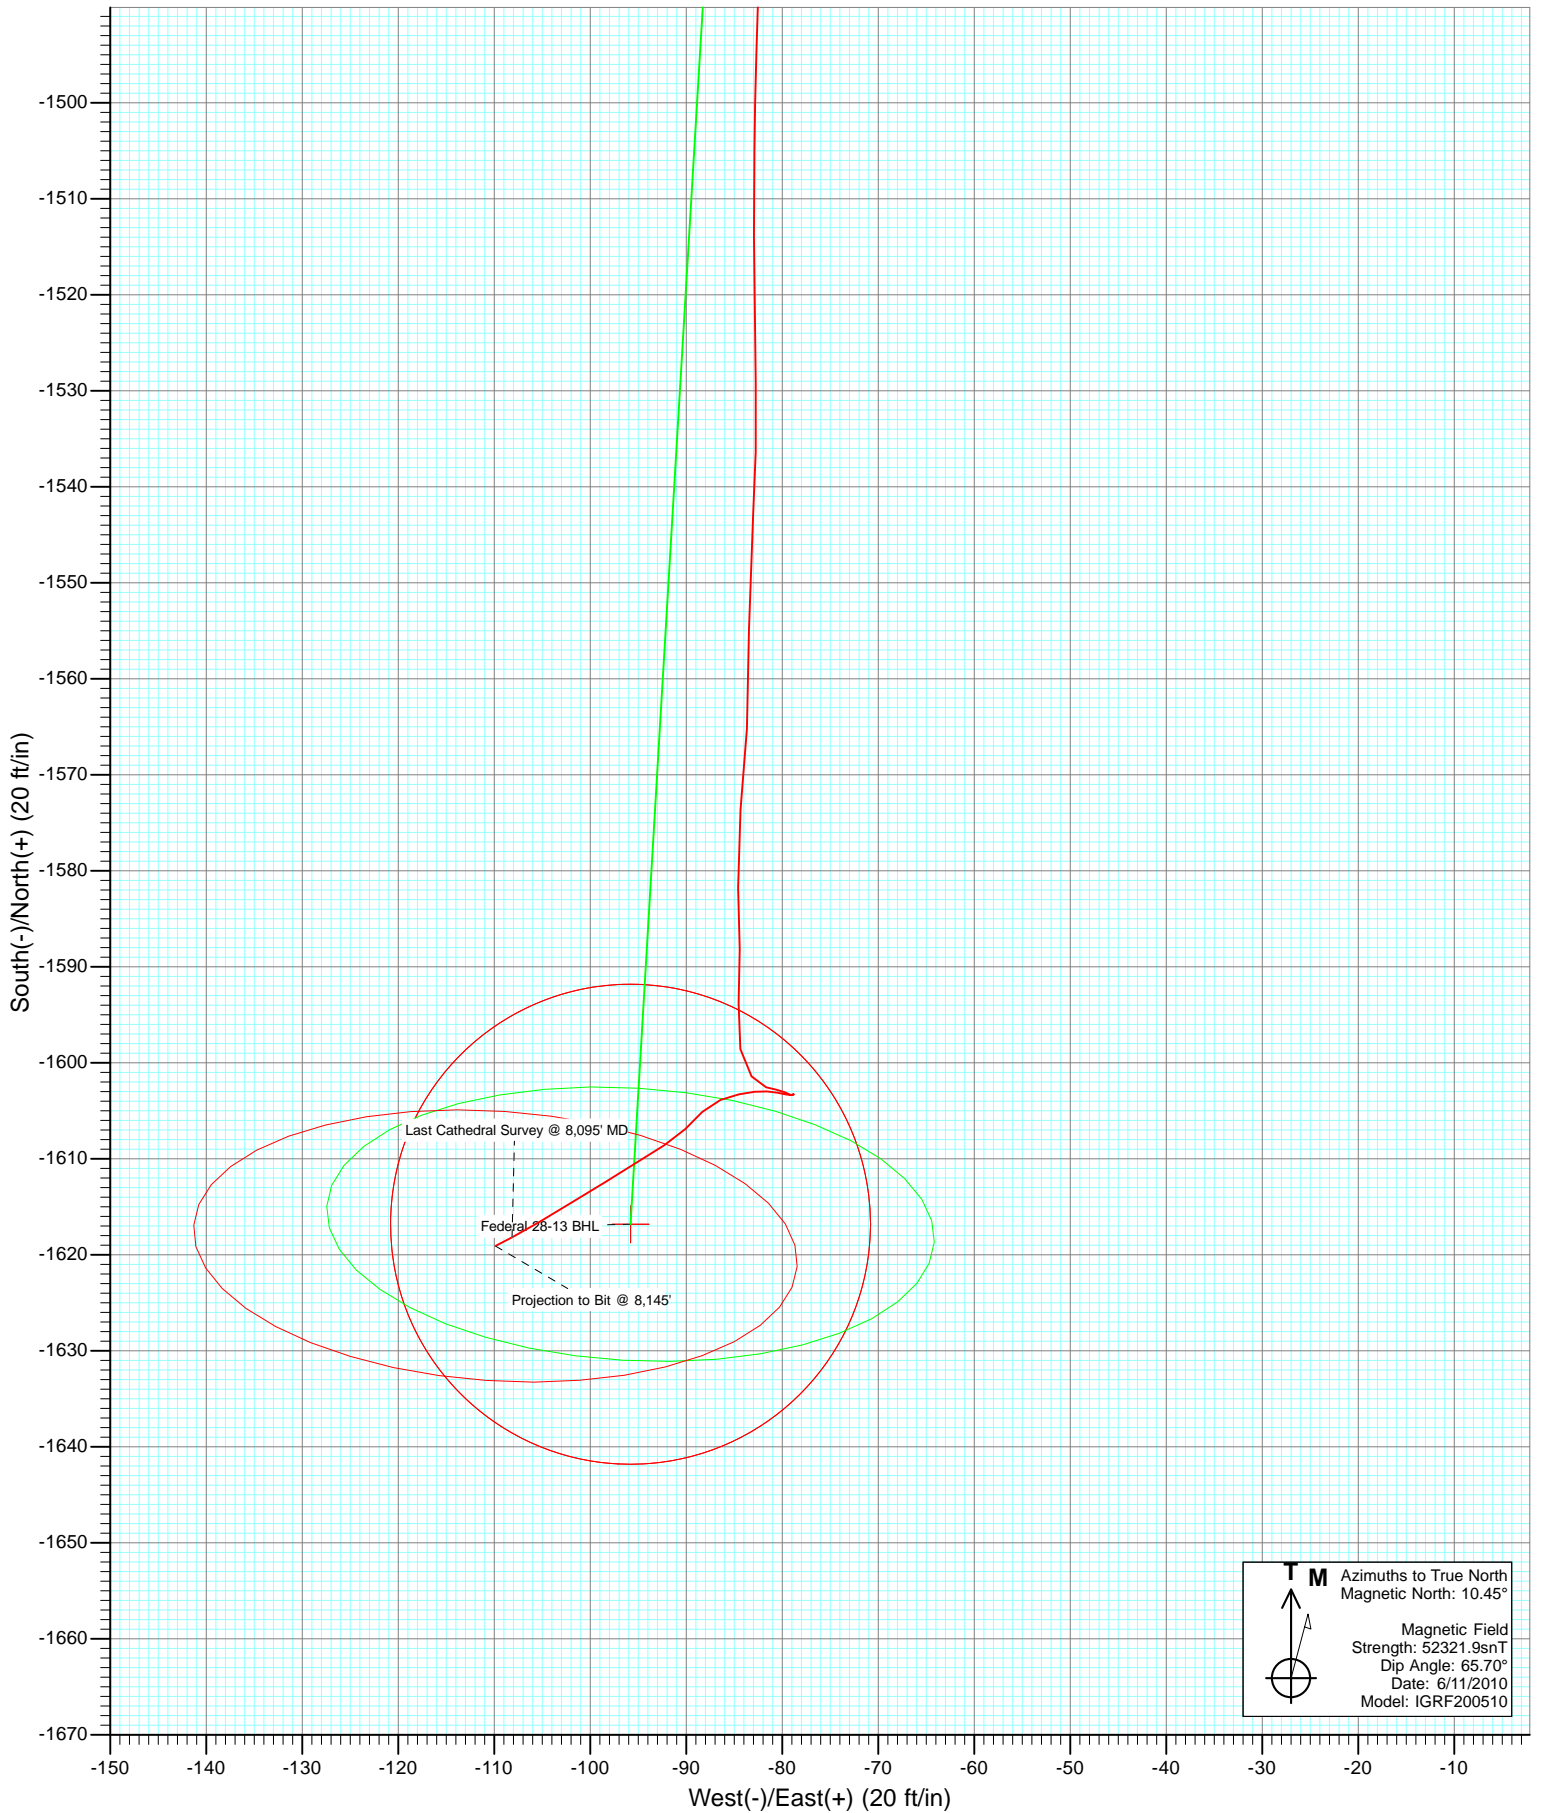 -1500
-1510
-1520
-1530
-1540
-1550
-1560
-1570
-1580
-1590
-1600
-1610
-1620
-1630
-1640
-1650
-1660
-1670
South(-)/North(+) (20 ft/in)
Last Cathedral Survey @ 8,095' MD
Federal 28-13 BHL
Projection to Bit @ 8,145'
T M
Azimuths to True North
Magnetic North: 10.45°
Magnetic Field
Strength: 52321.9snT
Dip Angle: 65.70°
Date: 6/11/2010
Model: IGRF200510
-150 -140 -130 -120 -110 -100 -90 -80 -70 -60 -50 -40 -30 -20 -10
West(-)/East(+) (20 ft/in)